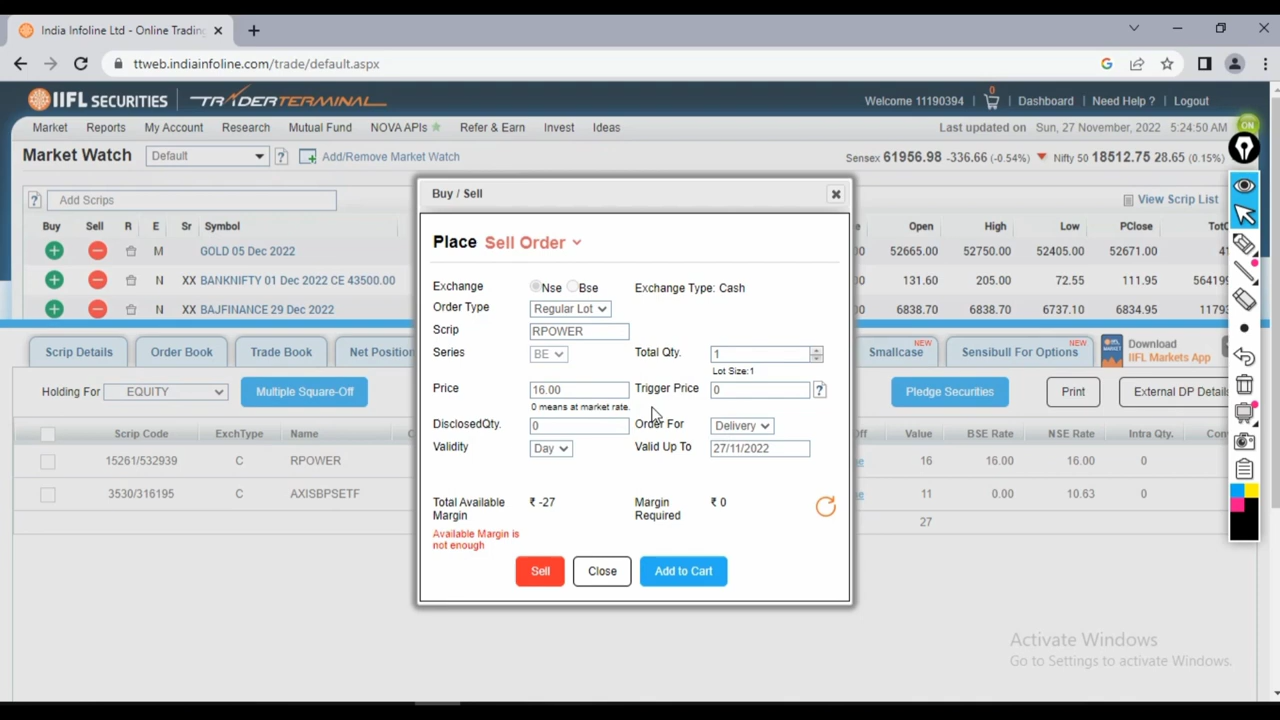 India Infoline Ltd - Online Trading
ttweb.indiainfoline.com/trade/default.aspx
IIFL SECURITIES TRADER TERMINAL
Welcome 11190394 | 0 | Dashboard | Need Help ? | Logout
Market Reports My Account Research Mutual Fund NOVA APIs Refer & Earn Invest Ideas Last updated on Sun, 27 November, 2022 5:24:50 AM ON
Market Watch Default ? Add/Remove Market Watch Sensex 61956.98 -336.66 (-0.54%) Nifty 50 18512.75 28.65 (0.15%)
Buy / Sell
? Add Scrips View Scrip List
Buy Sell R E Sr Symbol Open High Low PClose
M GOLD 05 Dec 2022 52665.00 52750.00 52405.00 52671.00
N XX BANKNIFTY 01 Dec 2022 CE 43500.00 131.60 205.00 72.55 111.95
N XX BAJFINANCE 29 Dec 2022 6838.70 6838.70 6737.10 6834.95
Place Sell Order
Exchange Nse Bse Exchange Type: Cash
Order Type Regular Lot
Scrip RPOWER
Series BE Total Qty. 1
Lot Size:1
Price 16.00 Trigger Price 0 ?
0 means at market rate.
DisclosedQty. 0 Order For Delivery
Validity Day Valid Up To 27/11/2022
Total Available Margin ₹ -27 Margin Required ₹ 0
Available Margin is
not enough
Sell Close Add to Cart
Scrip Details Order Book Trade Book Net Position Smallcase NEW Sensibull For Options NEW Download
IIFL Markets App
Holding For EQUITY Multiple Square-Off Pledge Securities Print External DP Details
Scrip Code ExchType Name Value BSE Rate NSE Rate Intra Qty.
15261/532939 C RPOWER 16 16.00 16.00 0
3530/316195 C AXISBPSETF 11 0.00 10.63 0
27
Activate Windows
Go to Settings to activate Windows.